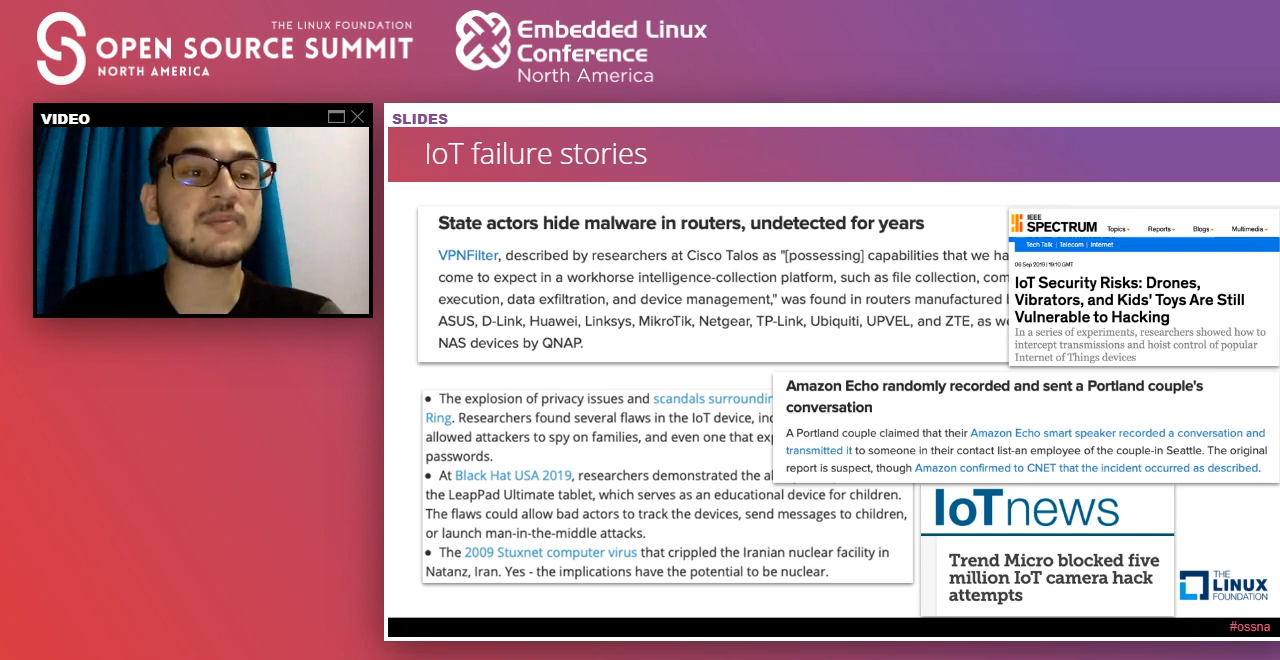 THE LINUX FOUNDATION
OPEN SOURCE SUMMIT
NORTH AMERICA
Embedded Linux
Conference
North America
VIDEO
SLIDES
IoT failure stories
State actors hide malware in routers, undetected for years
VPNFilter, described by researchers at Cisco Talos as "[possessing] capabilities that we ha
come to expect in a workhorse intelligence-collection platform, such as file collection, com
execution, data exfiltration, and device management," was found in routers manufactured
ASUS, D-Link, Huawei, Linksys, MikroTik, Netgear, TP-Link, Ubiquiti, UPVEL, and ZTE, as we
NAS devices by QNAP.
IEEE
SPECTRUM
Topics Reports Blogs Multimedia
Tech Talk | Telecom | Internet
06 Sep 2019 | 19:10 GMT
IoT Security Risks: Drones,
Vibrators, and Kids' Toys Are Still
Vulnerable to Hacking
In a series of experiments, researchers showed how to
intercept transmissions and hoist control of popular
Internet of Things devices
• The explosion of privacy issues and scandals surroundin
Ring. Researchers found several flaws in the IoT device, inc
allowed attackers to spy on families, and even one that exp
passwords.
• At Black Hat USA 2019, researchers demonstrated the a
the LeapPad Ultimate tablet, which serves as an educational device for children.
The flaws could allow bad actors to track the devices, send messages to children,
or launch man-in-the-middle attacks.
• The 2009 Stuxnet computer virus that crippled the Iranian nuclear facility in
Natanz, Iran. Yes - the implications have the potential to be nuclear.
Amazon Echo randomly recorded and sent a Portland couple's
conversation
A Portland couple claimed that their Amazon Echo smart speaker recorded a conversation and
transmitted it to someone in their contact list-an employee of the couple-in Seattle. The original
report is suspect, though Amazon confirmed to CNET that the incident occurred as described.
IoTnews
Trend Micro blocked five
million IoT camera hack
attempts
THE
LINUX
FOUNDATION
#ossna